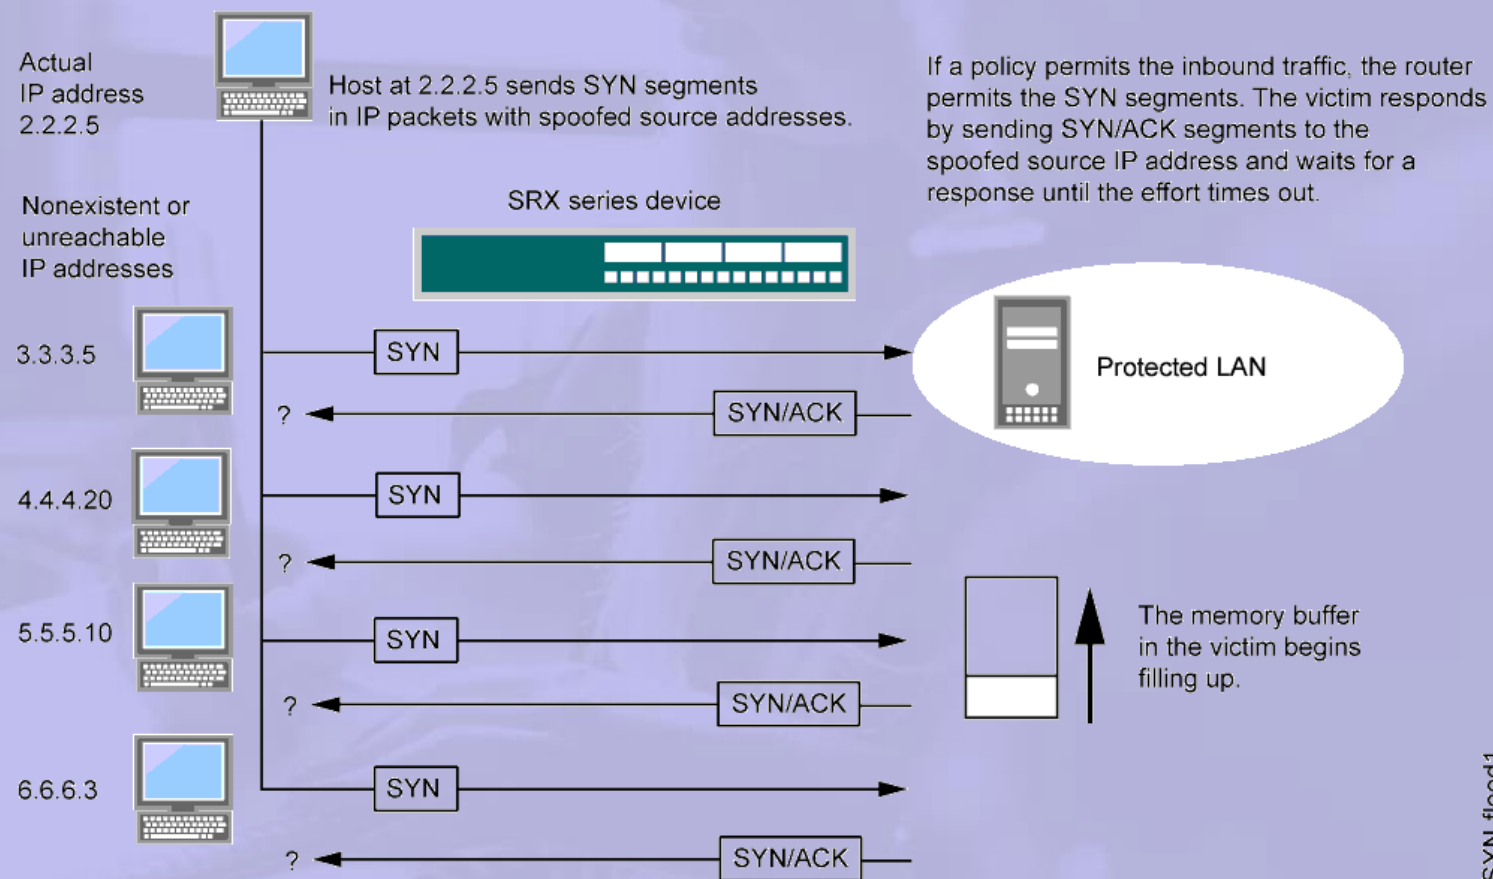 Actual
IP address
2.2.2.5
Host at 2.2.2.5 sends SYN segments
in IP packets with spoofed source addresses.
If a policy permits the inbound traffic, the router
permits the SYN segments. The victim responds
by sending SYN/ACK segments to the
spoofed source IP address and waits for a
response until the effort times out.
Nonexistent or
unreachable
IP addresses
SRX series device
3.3.3.5
SYN
Protected LAN
? SYN/ACK
4.4.4.20
SYN
? SYN/ACK
5.5.5.10
SYN
The memory buffer
in the victim begins
filling up.
? SYN/ACK
6.6.6.3
SYN
? SYN/ACK
SYN flood1